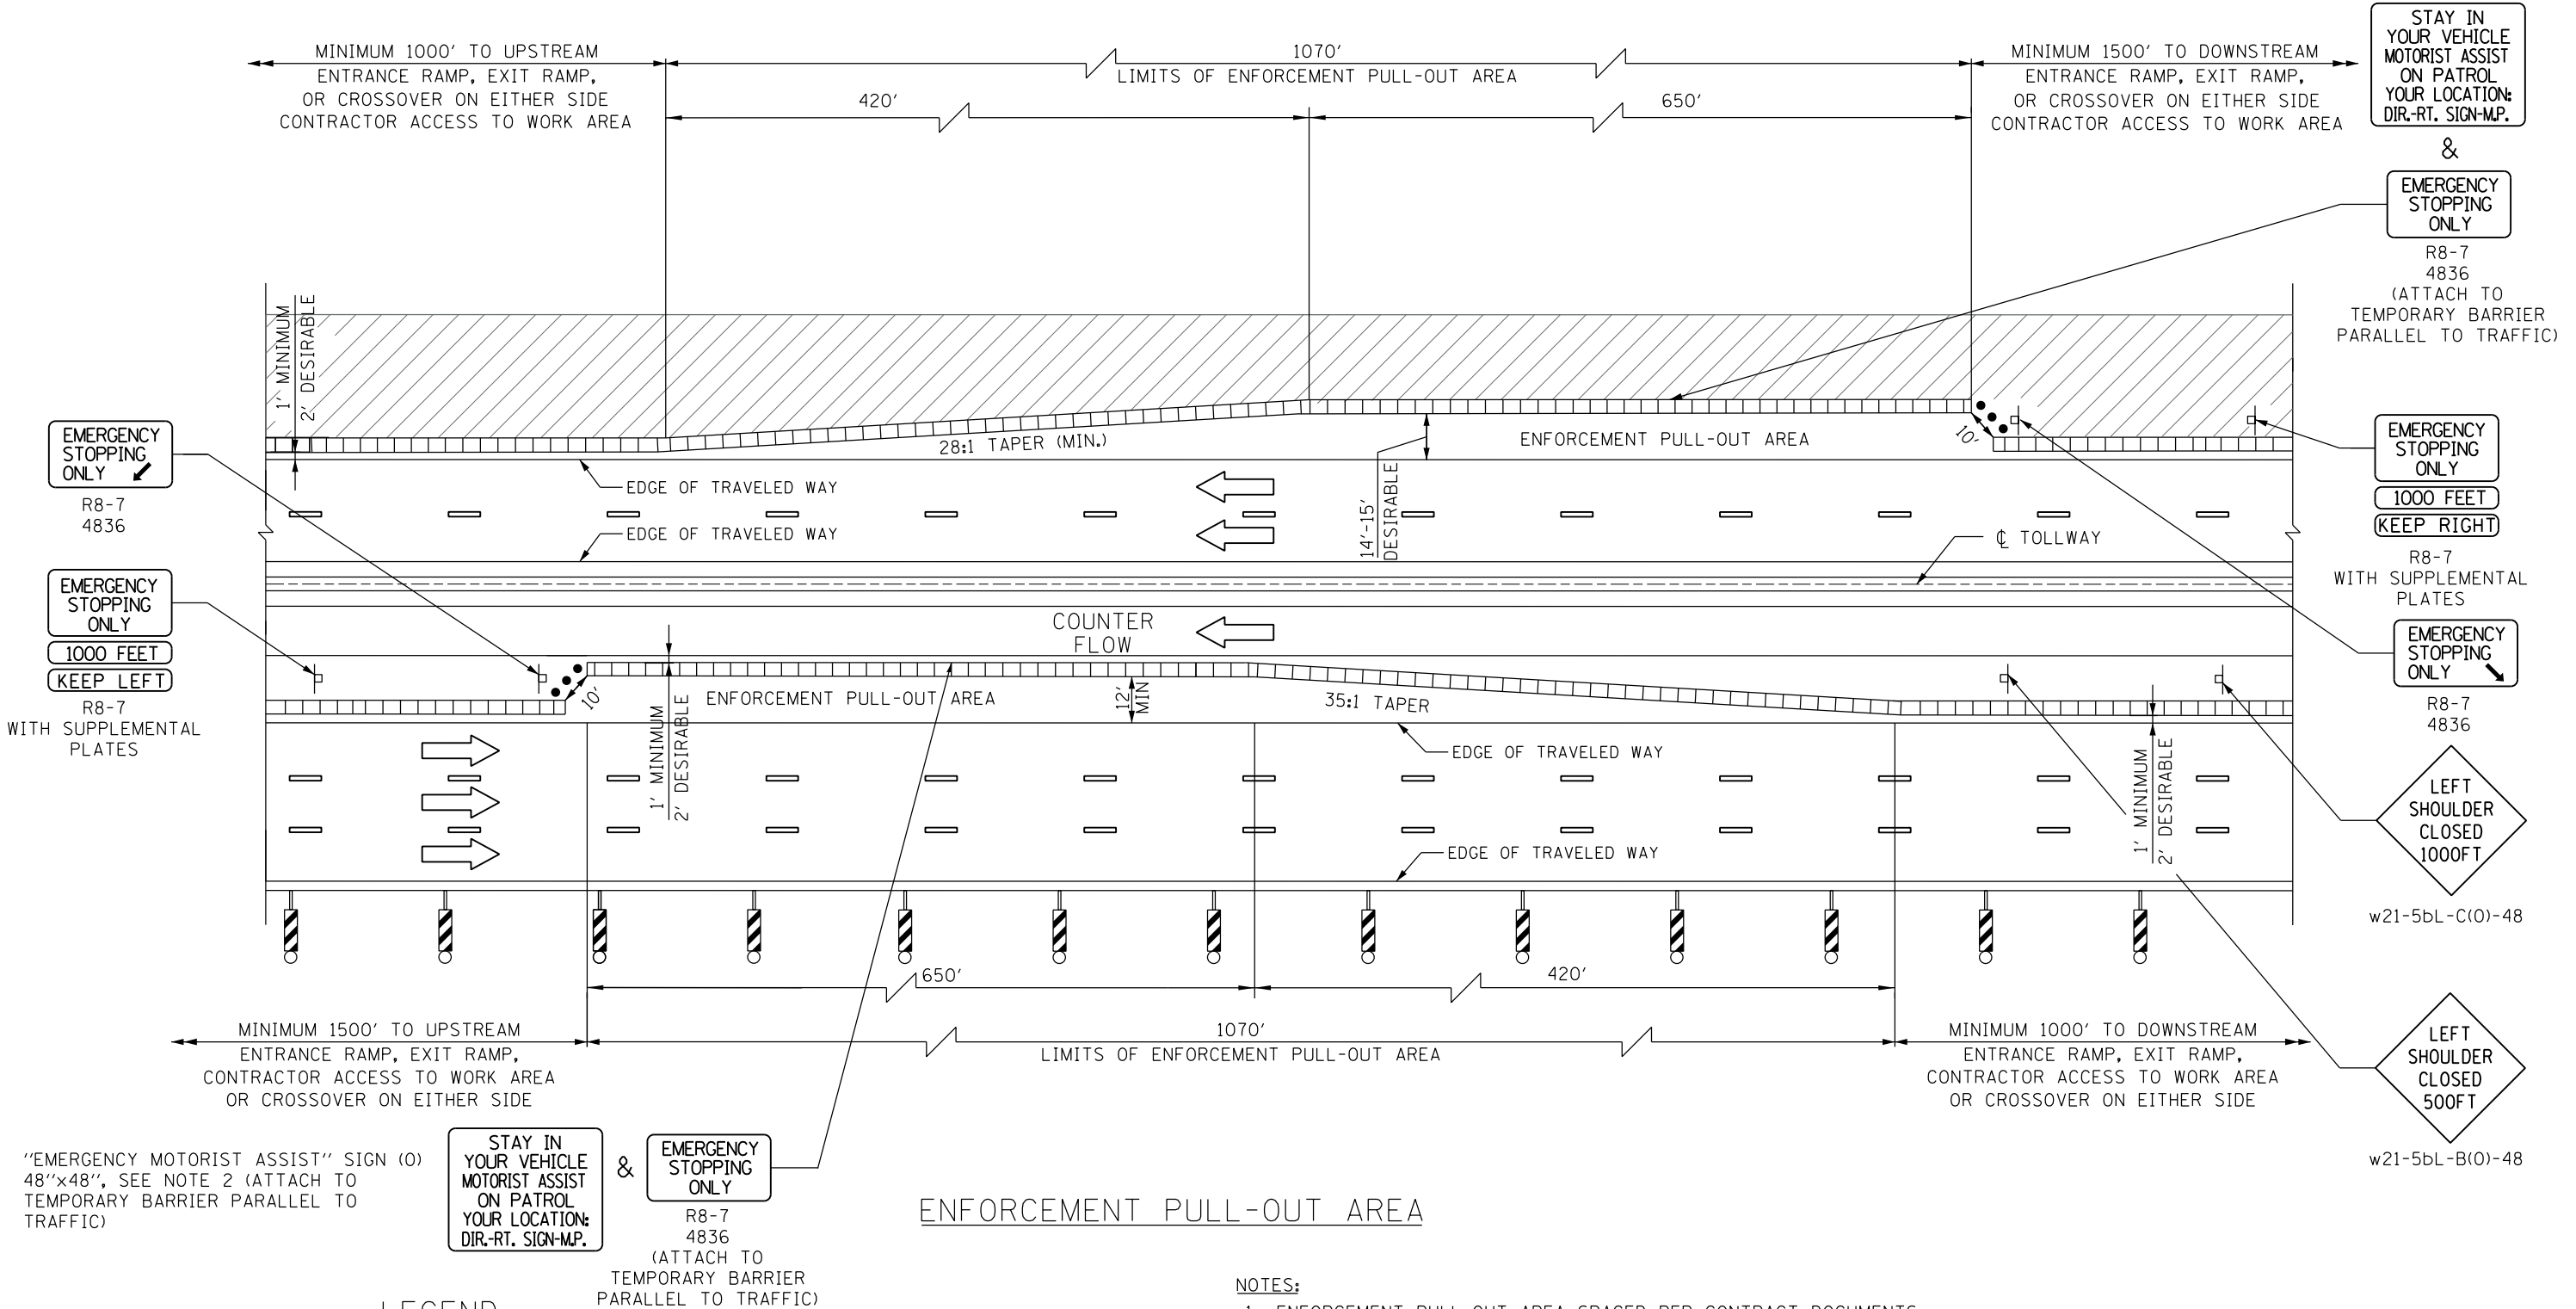 MINIMUM 1000' TO UPSTREAM
ENTRANCE RAMP, EXIT RAMP,
OR CROSSOVER ON EITHER SIDE
CONTRACTOR ACCESS TO WORK AREA
1070'
LIMITS OF ENFORCEMENT PULL-OUT AREA
420'
650'
MINIMUM 1500' TO DOWNSTREAM
ENTRANCE RAMP, EXIT RAMP,
OR CROSSOVER ON EITHER SIDE
CONTRACTOR ACCESS TO WORK AREA
STAY IN
YOUR VEHICLE
MOTORIST ASSIST
ON PATROL
YOUR LOCATION:
DIR.-RT. SIGN-M.P.
&
EMERGENCY
STOPPING
ONLY
R8-7
4836
(ATTACH TO
TEMPORARY BARRIER
PARALLEL TO TRAFFIC)
1' MINIMUM
2' DESIRABLE
28:1 TAPER (MIN.)
ENFORCEMENT PULL-OUT AREA
10'
14'-15'
DESIRABLE
EDGE OF TRAVELED WAY
EDGE OF TRAVELED WAY
℄ TOLLWAY
EMERGENCY
STOPPING
ONLY
R8-7
4836
EMERGENCY
STOPPING
ONLY
1000 FEET
KEEP LEFT
R8-7
WITH SUPPLEMENTAL
PLATES
EMERGENCY
STOPPING
ONLY
1000 FEET
KEEP RIGHT
R8-7
WITH SUPPLEMENTAL
PLATES
EMERGENCY
STOPPING
ONLY
R8-7
4836
COUNTER
FLOW
10'
1' MINIMUM
2' DESIRABLE
ENFORCEMENT PULL-OUT AREA
12'
MIN
35:1 TAPER
EDGE OF TRAVELED WAY
EDGE OF TRAVELED WAY
1' MINIMUM
2' DESIRABLE
LEFT
SHOULDER
CLOSED
1000FT
w21-5bL-C(O)-48
LEFT
SHOULDER
CLOSED
500FT
w21-5bL-B(O)-48
650'
420'
MINIMUM 1500' TO UPSTREAM
ENTRANCE RAMP, EXIT RAMP,
CONTRACTOR ACCESS TO WORK AREA
OR CROSSOVER ON EITHER SIDE
1070'
LIMITS OF ENFORCEMENT PULL-OUT AREA
MINIMUM 1000' TO DOWNSTREAM
ENTRANCE RAMP, EXIT RAMP,
CONTRACTOR ACCESS TO WORK AREA
OR CROSSOVER ON EITHER SIDE
"EMERGENCY MOTORIST ASSIST" SIGN (O)
48"x48", SEE NOTE 2 (ATTACH TO
TEMPORARY BARRIER PARALLEL TO
TRAFFIC)
STAY IN
YOUR VEHICLE
MOTORIST ASSIST
ON PATROL
YOUR LOCATION:
DIR.-RT. SIGN-M.P.
&
EMERGENCY
STOPPING
ONLY
R8-7
4836
(ATTACH TO
TEMPORARY BARRIER
PARALLEL TO TRAFFIC)
ENFORCEMENT PULL-OUT AREA
LEGEND
NOTES:
1. ENFORCEMENT PULL-OUT AREA SPACED PER CONTRACT DOCUMENTS